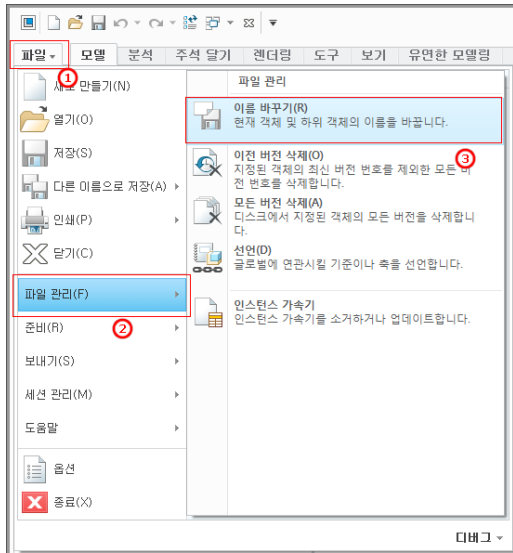 파일 모델 분석 주석 달기 렌더링 도구 보기 유연한 모델링
①
새로 만들기(N)
열기(O)
저장(S)
다른 이름으로 저장(A)
인쇄(P)
닫기(C)
파일 관리(F)
②
준비(R)
보내기(S)
세션 관리(M)
도움말
옵션
종료(X)
파일 관리
이름 바꾸기(R)
현재 객체 및 하위 객체의 이름을 바꿉니다.
③
이전 버전 삭제(O)
지정된 객체의 최신 버전 번호를 제외한 모든 버
전 번호를 삭제합니다.
모든 버전 삭제(A)
디스크에서 지정된 객체의 모든 버전을 삭제합니
다.
선언(D)
글로벌에 연관시킬 기준이나 축을 선언합니다.
인스턴스 가속기
인스턴스 가속기를 소거하거나 업데이트합니다.
디버그